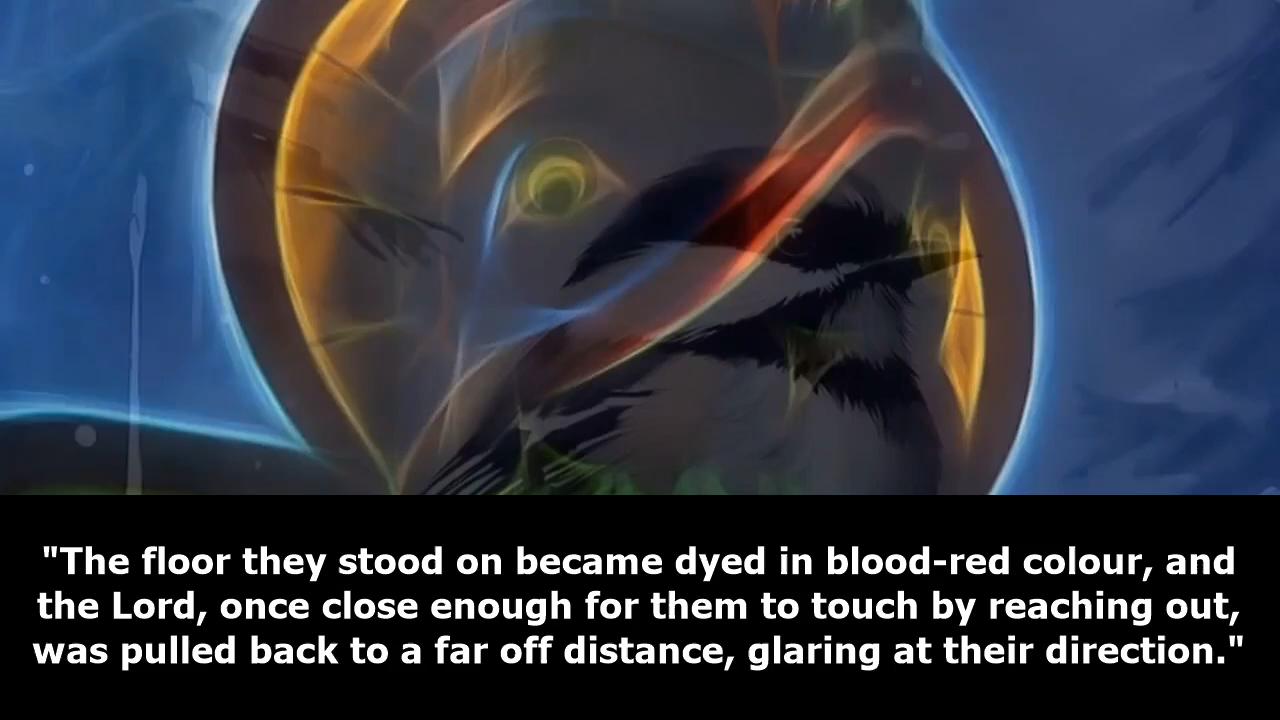 "The floor they stood on became dyed in blood-red colour, and
the Lord, once close enough for them to touch by reaching out,
was pulled back to a far off distance, glaring at their direction."